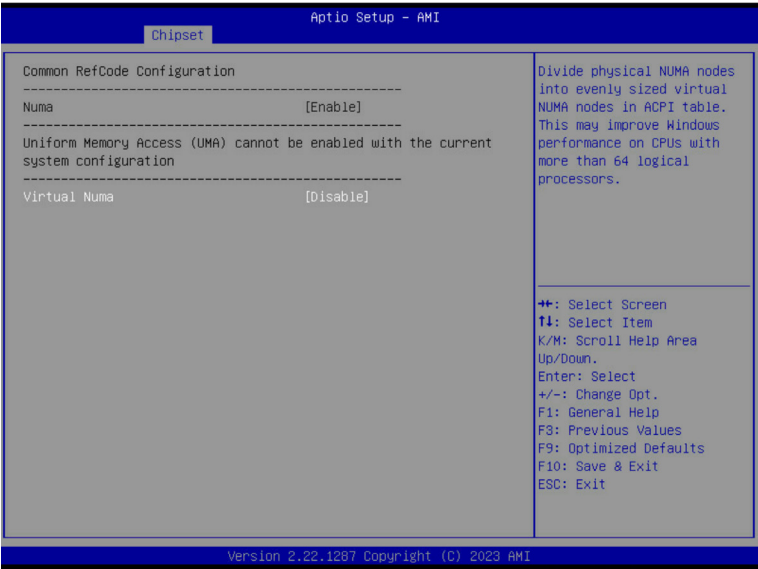 Aptio Setup – AMI
Chipset
Common RefCode Configuration
---------------------------------------------------
Numa [Enable]
---------------------------------------------------
Uniform Memory Access (UMA) cannot be enabled with the current
system configuration
---------------------------------------------------
Virtual Numa [Disable]
Divide physical NUMA nodes
into evenly sized virtual
NUMA nodes in ACPI table.
This may improve Windows
performance on CPUs with
more than 64 logical
processors.
→←: Select Screen
↑↓: Select Item
K/M: Scroll Help Area
Up/Down.
Enter: Select
+/-: Change Opt.
F1: General Help
F3: Previous Values
F9: Optimized Defaults
F10: Save & Exit
ESC: Exit
Version 2.22.1287 Copyright (C) 2023 AMI